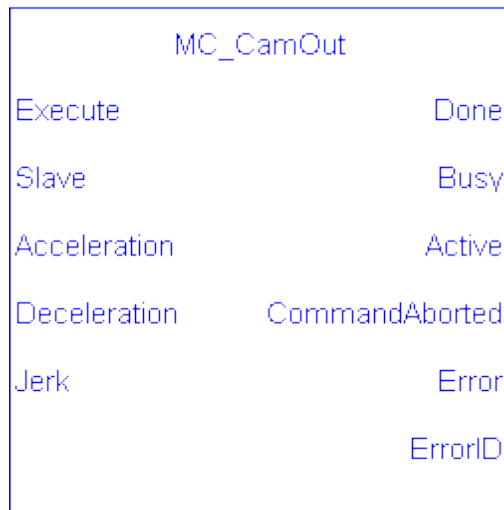 MC_CamOut
Execute Done
Slave Busy
Acceleration Active
Deceleration CommandAborted
Jerk Error
ErrorID